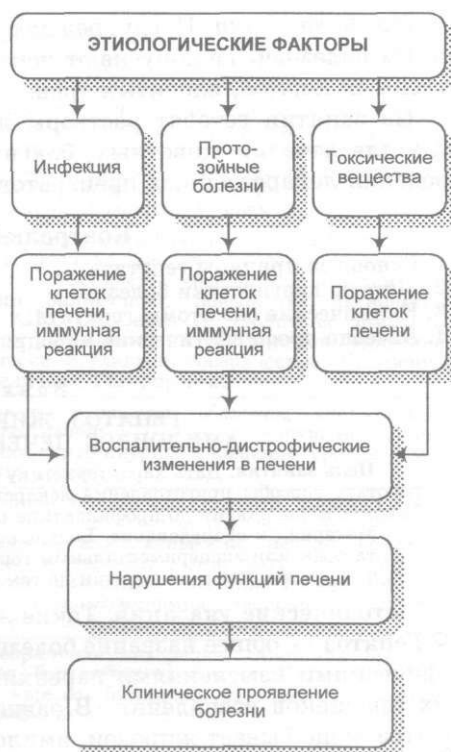 ЭТИОЛОГИЧЕСКИЕ ФАКТОРЫ
Инфекция
Прото-
зойные
болезни
Токсические
вещества
Поражение
клеток
печени,
иммунная
реакция
Поражение
клеток
печени,
иммунная
реакция
Поражение
клеток
печени
Воспалительно-дистрофические
изменения в печени
Нарушения функций печени
Клиническое проявление
болезни